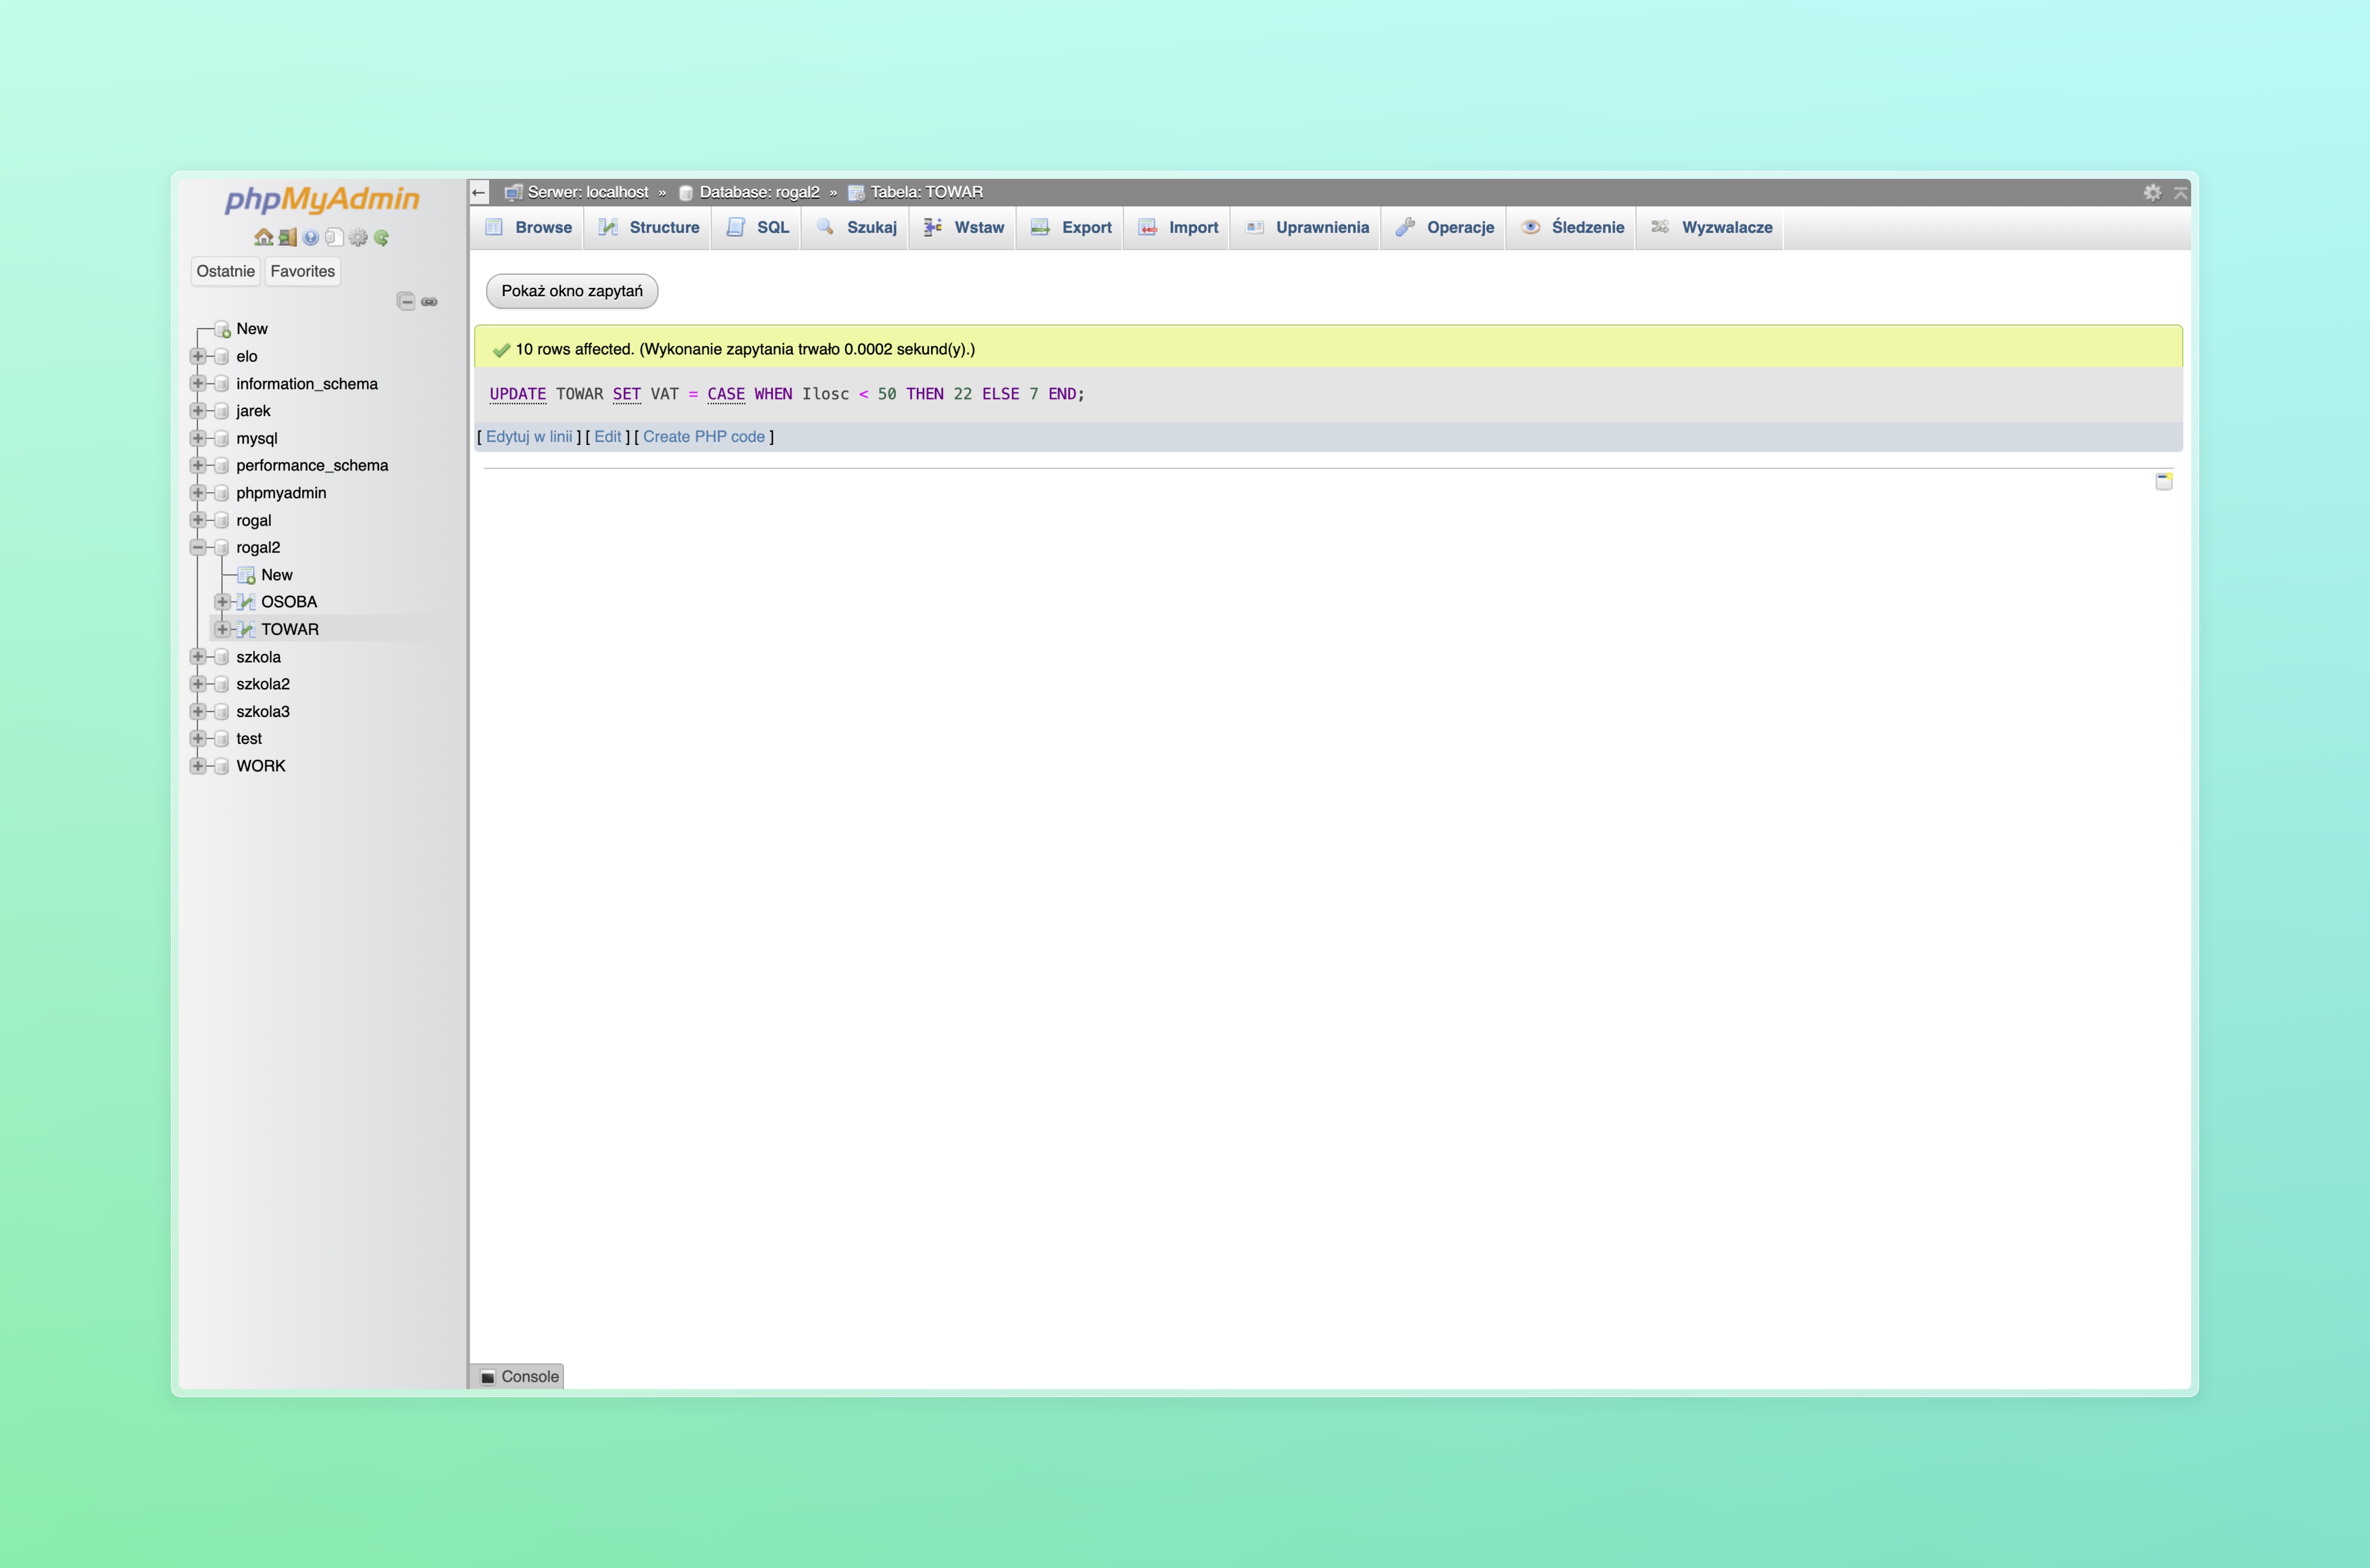 phpMyAdmin
Ostatnie Favorites
New
elo
information_schema
jarek
mysql
performance_schema
phpmyadmin
rogal
rogal2
New
OSOBA
TOWAR
szkola
szkola2
szkola3
test
WORK
Serwer: localhost » Database: rogal2 » Tabela: TOWAR
Browse Structure SQL Szukaj Wstaw Export Import Uprawnienia Operacje Śledzenie Wyzwalacze
Pokaż okno zapytań
10 rows affected. (Wykonanie zapytania trwało 0.0002 sekund(y).)
UPDATE TOWAR SET VAT = CASE WHEN Ilosc < 50 THEN 22 ELSE 7 END;
[ Edytuj w linii ] [ Edit ] [ Create PHP code ]
Console